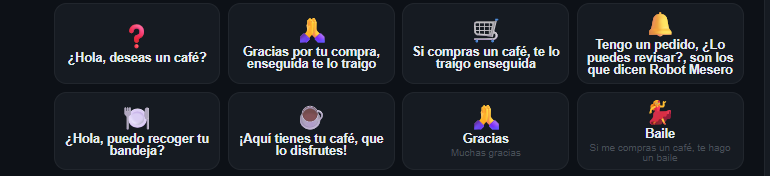 ¿Hola, deseas un café?
Gracias por tu compra,
enseguida te lo traigo
Si compras un café, te lo
traigo enseguida
Tengo un pedido, ¿Lo
puedes revisar?, son los
que dicen Robot Mesero
¿Hola, puedo recoger tu
bandeja?
¡Aquí tienes tu café, que
lo disfrutes!
Gracias
Muchas gracias
Baile
Si me compras un café, te hago
un baile